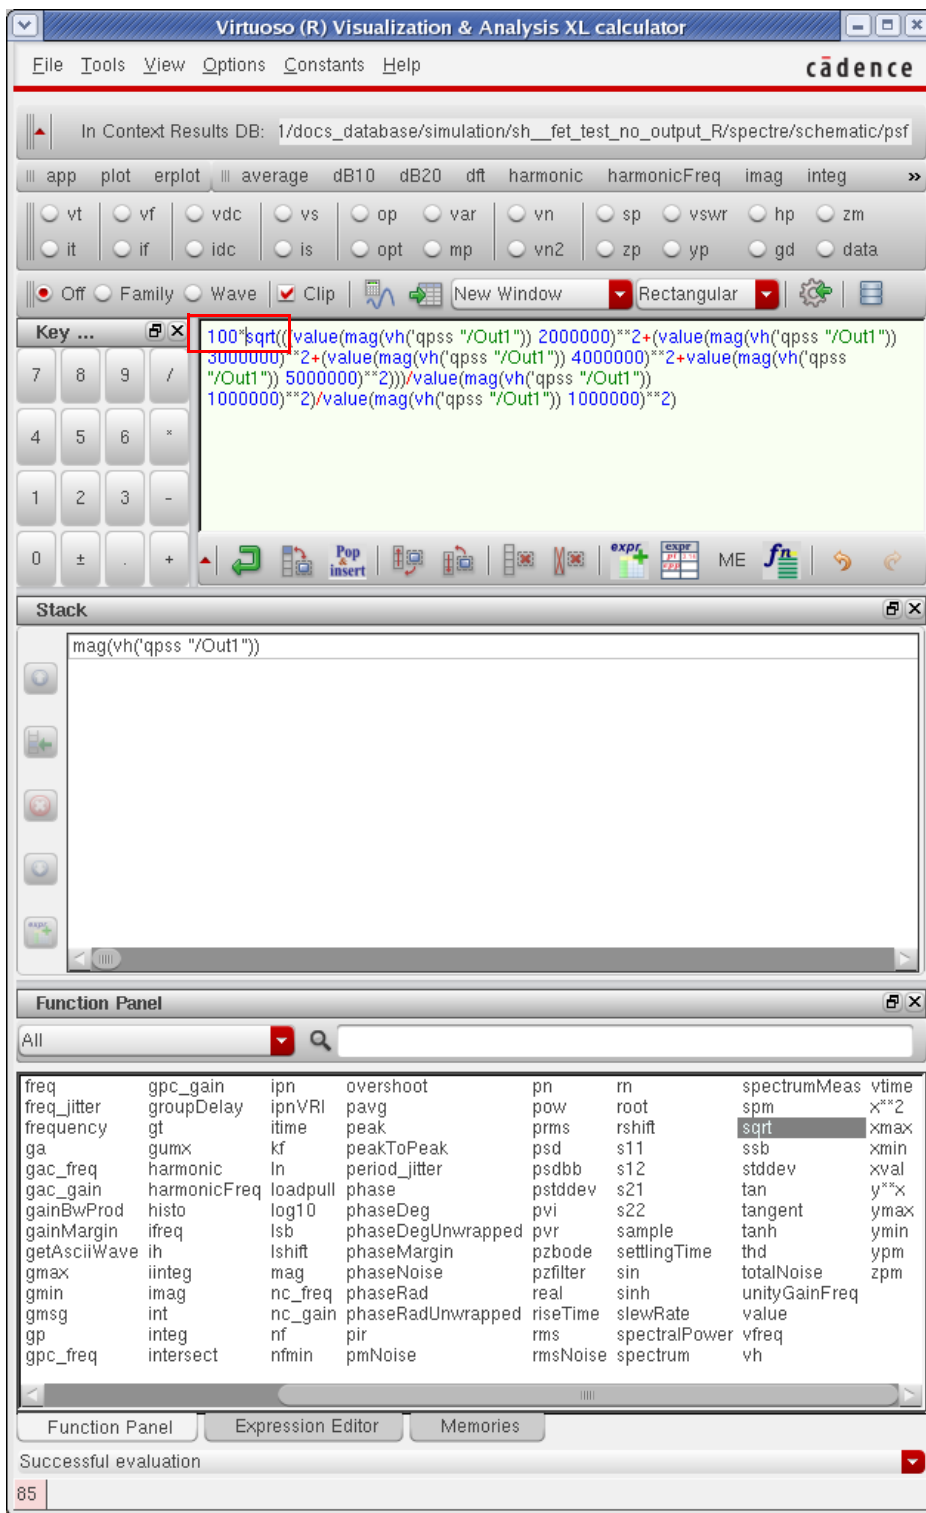 Virtuoso (R) Visualization & Analysis XL calculator
File Tools View Options Constants Help cādence
In Context Results DB: 1/docs_database/simulation/sh__fet_test_no_output_R/spectre/schematic/psf
app plot erplot average dB10 dB20 dft harmonic harmonicFreq imag integ »
vt vf vdc vs op var vn sp vswr hp zm
it if idc is opt mp vn2 zp yp gd data
Off Family Wave Clip New Window Rectangular
Key ...
100*sqrt(((value(mag(vh('qpss "/Out1")) 2000000)**2+(value(mag(vh('qpss "/Out1"))
3000000)**2+(value(mag(vh('qpss "/Out1")) 4000000)**2+value(mag(vh('qpss
"/Out1")) 5000000)**2)))/value(mag(vh('qpss "/Out1"))
1000000)**2)/value(mag(vh('qpss "/Out1")) 1000000)**2)
7 8 9 /
4 5 6 *
1 2 3 -
0 ± . +
Pop & insert
expr
expr
ME fn
Stack
mag(vh('qpss "/Out1"))
expr
Function Panel
All
freq gpc_gain ipn overshoot pn rn spectrumMeas vtime
freq_jitter groupDelay ipnVRI pavg pow root spm x**2
frequency gt itime peak prms rshift sqrt xmax
ga gumx kf peakToPeak psd s11 ssb xmin
gac_freq harmonic ln period_jitter psdbb s12 stddev xval
gac_gain harmonicFreq loadpull phase pstddev s21 tan y**x
gainBwProd histo log10 phaseDeg pvi s22 tangent ymax
gainMargin ifreq lsb phaseDegUnwrapped pvr sample tanh ymin
getAsciiWave ih lshift phaseMargin pzbode settlingTime thd ypm
gmax iinteg mag phaseNoise pzfilter sin totalNoise zpm
gmin imag nc_freq phaseRad real sinh unityGainFreq
gmsg int nc_gain phaseRadUnwrapped riseTime slewRate value
gp integ nf pir rms spectralPower vfreq
gpc_freq intersect nfmin pmNoise rmsNoise spectrum vh
Function Panel Expression Editor Memories
Successful evaluation
85